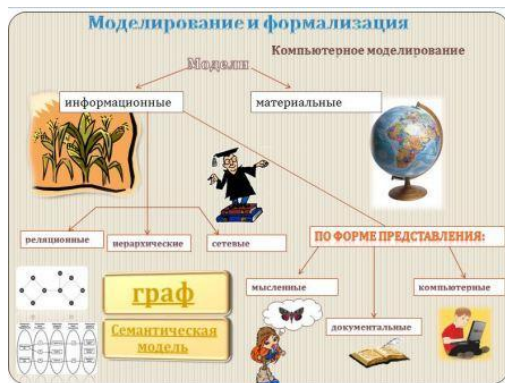 Моделирование и формализация
Компьютерное моделирование
Модели
информационные
материальные
реляционные
иерархические
сетевые
ПО ФОРМЕ ПРЕДСТАВЛЕНИЯ:
мысленные
документальные
компьютерные
граф
Семантическая
модель